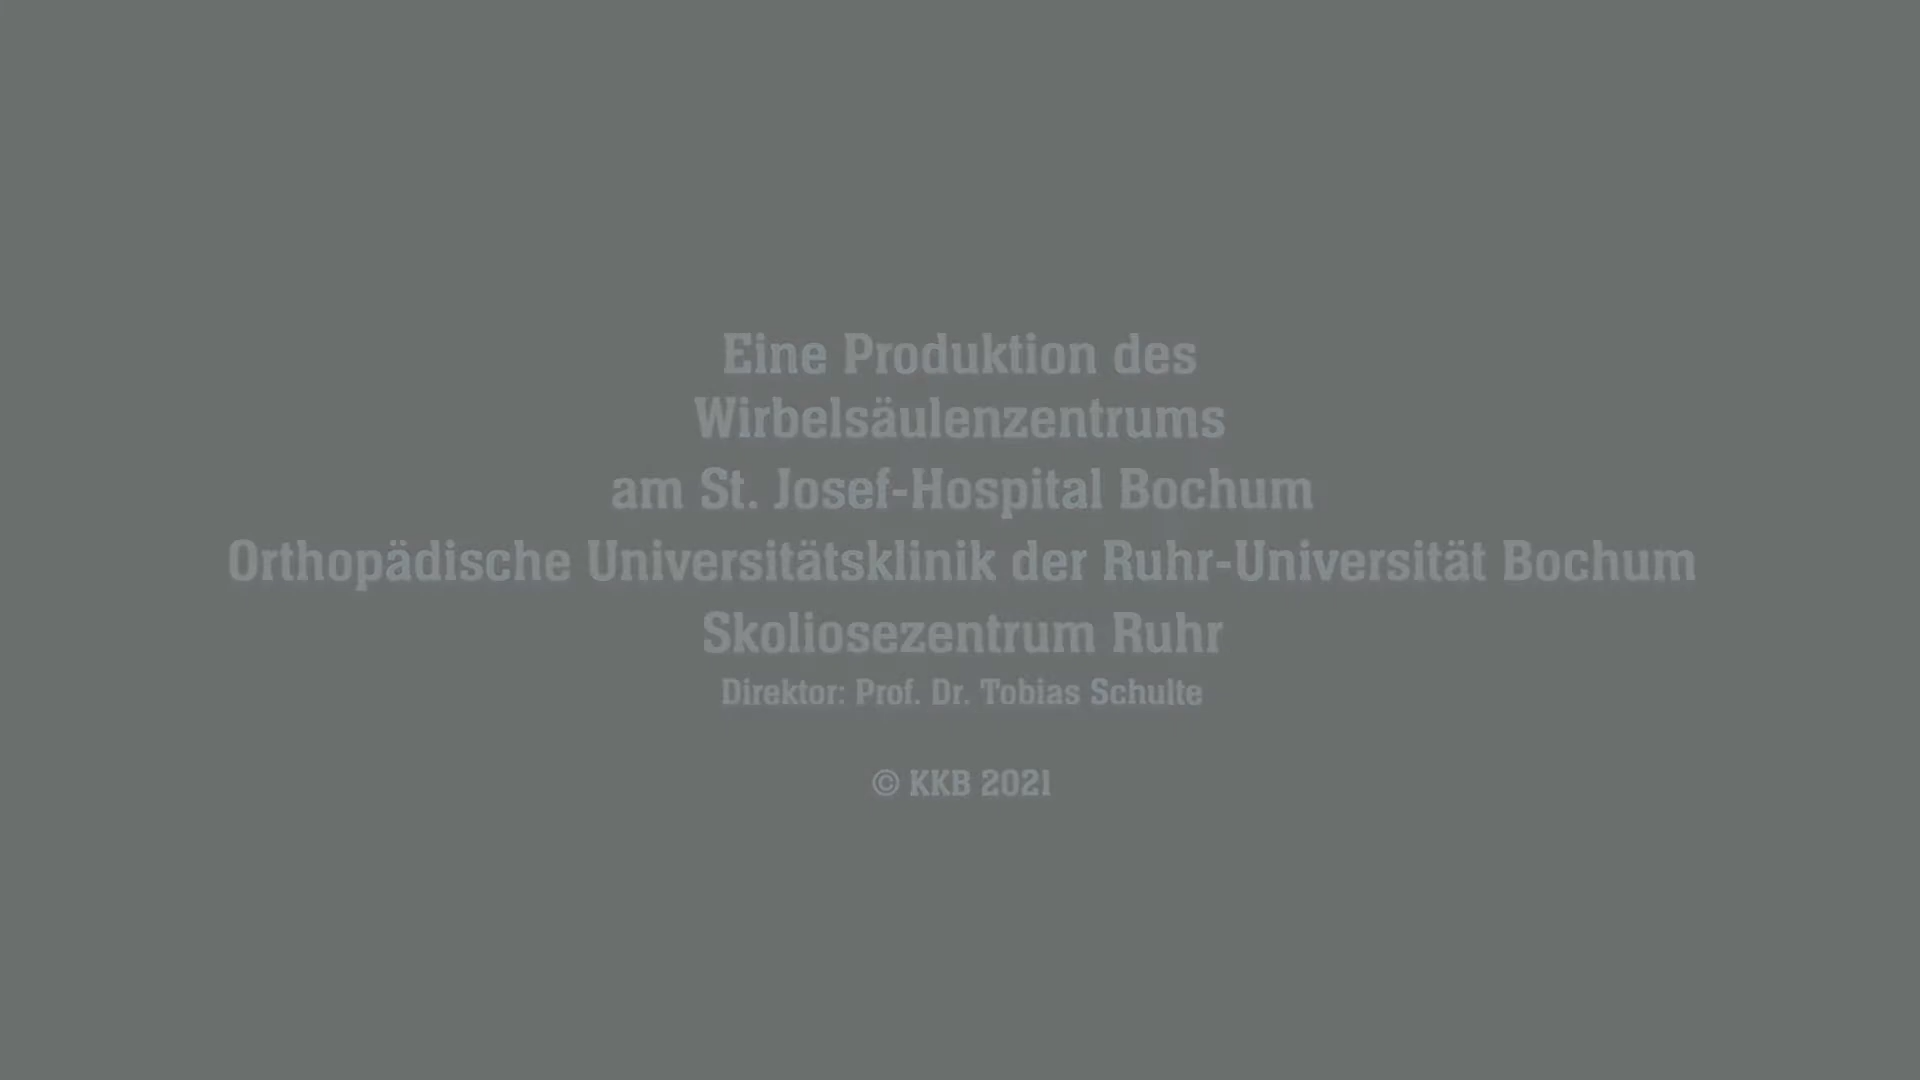 Eine Produktion des
Wirbelsäulenzentrums
am St. Josef-Hospital Bochum
Orthopädische Universitätsklinik der Ruhr-Universität Bochum
Skoliosezentrum Ruhr
Direktor: Prof. Dr. Tobias Schulte
© KKB 2021